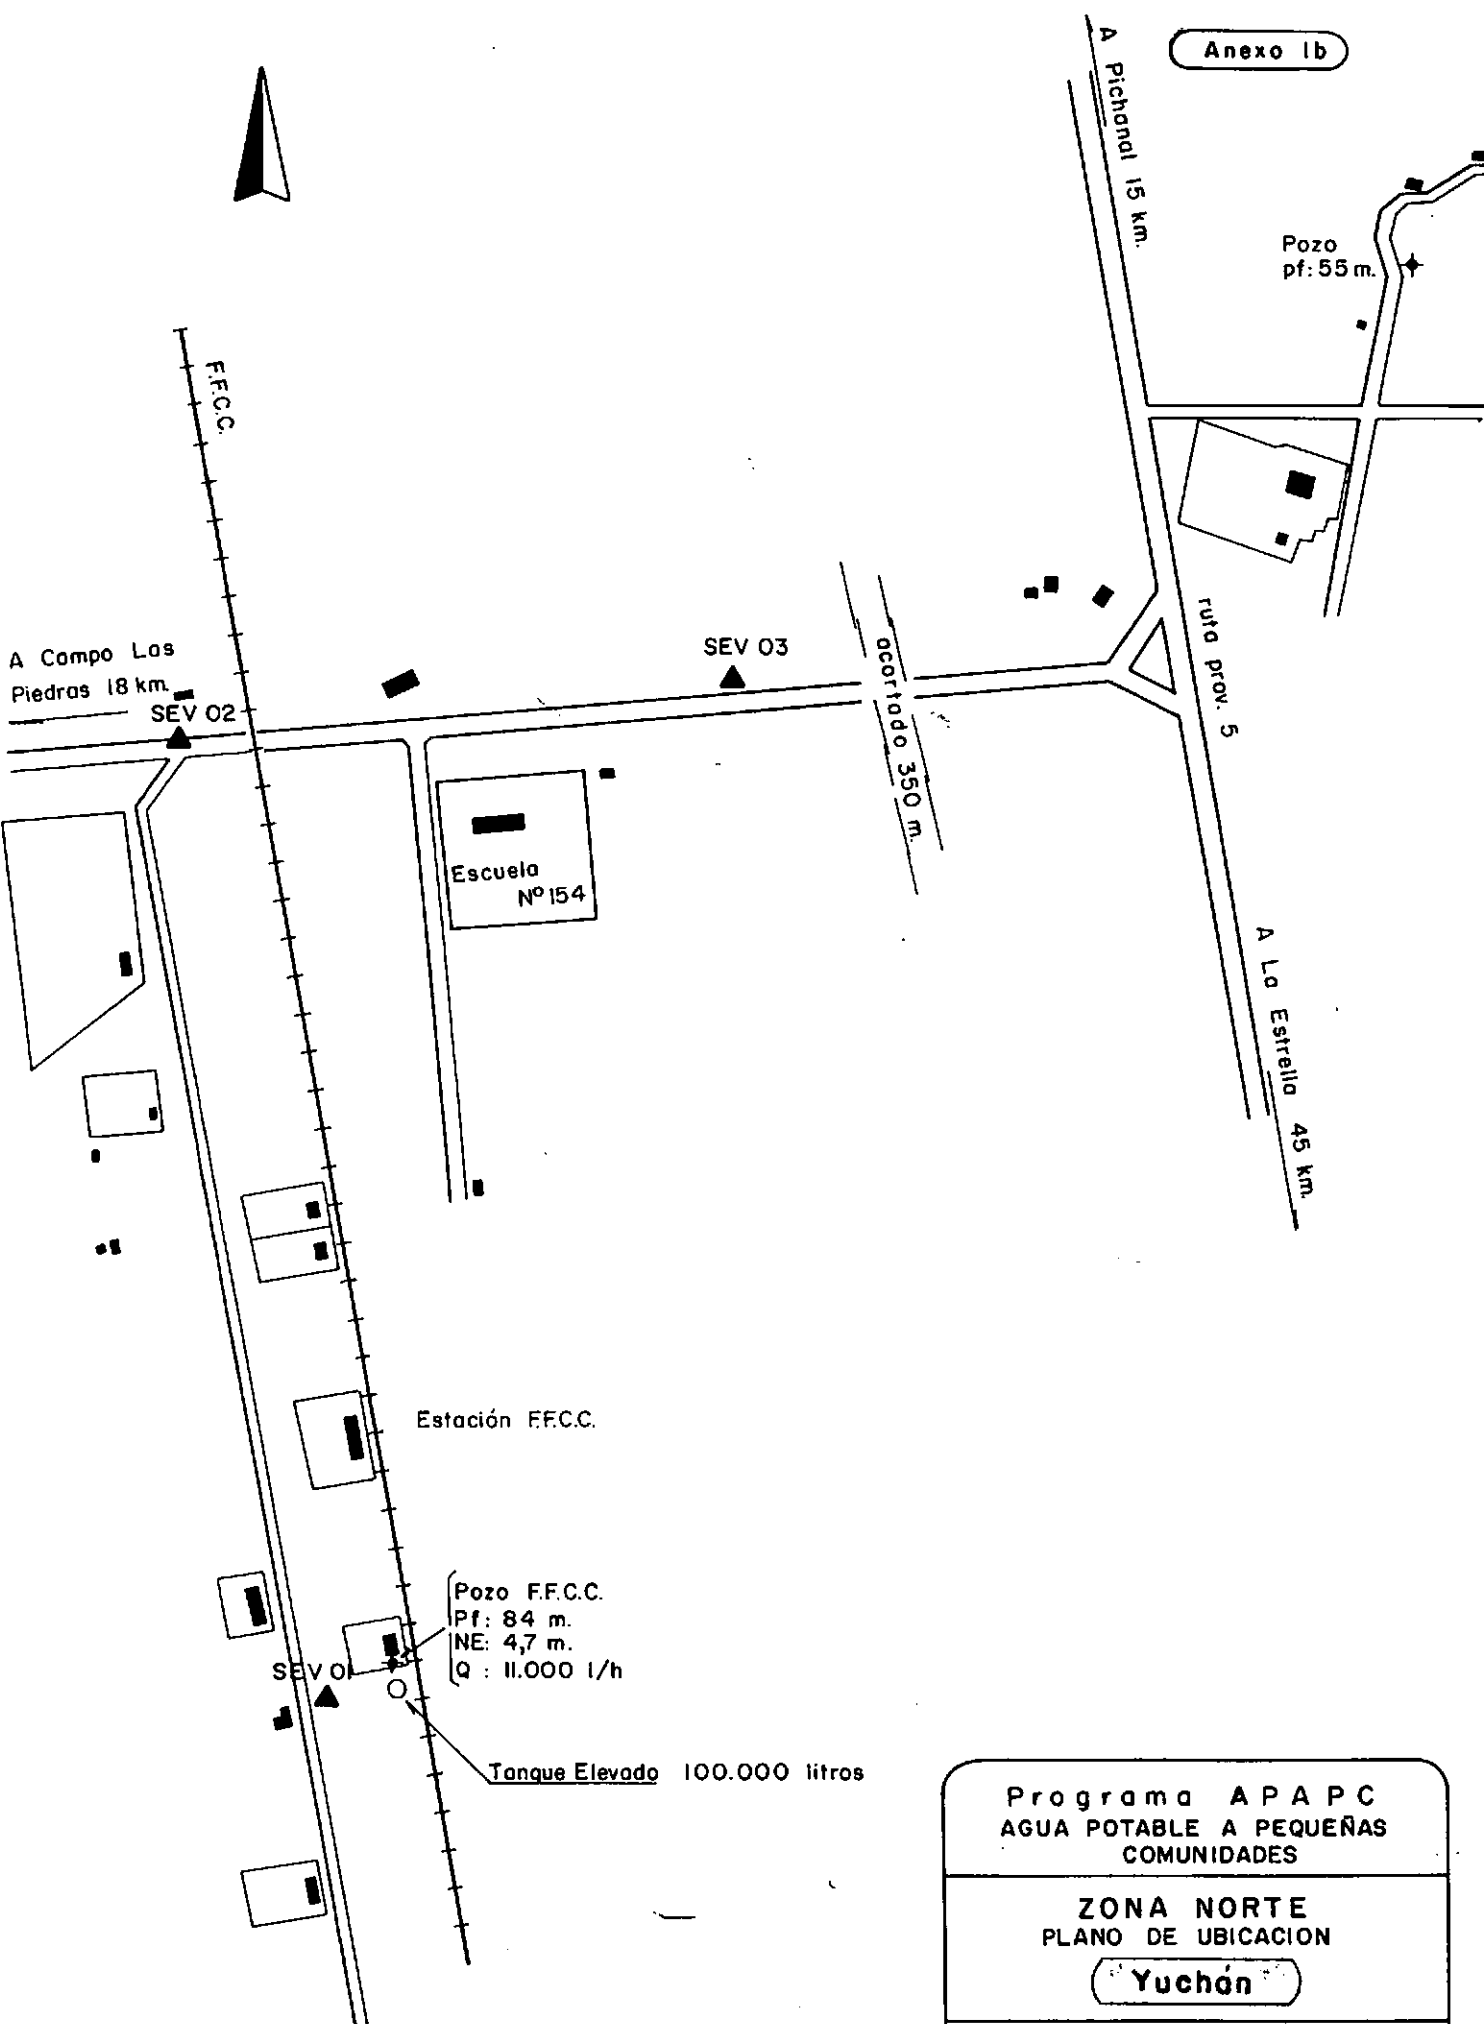 Anexo Ib
A Pichanal 15 km.
Pozo
pf: 55 m.
F.F.C.C.
A Campo Las
Piedras 18 km.
SEV 02
SEV 03
acortado 350 m.
ruta prov. 5
Escuela
Nº 154
A La Estrella 45 km.
Estación F.F.C.C.
Pozo F.F.C.C.
Pf: 84 m.
NE: 4,7 m.
Q : 11.000 l/h
SEV 01
Tanque Elevado 100.000 litros
Programa APAPC
AGUA POTABLE A PEQUEÑAS
COMUNIDADES
ZONA NORTE
PLANO DE UBICACION
Yuchán